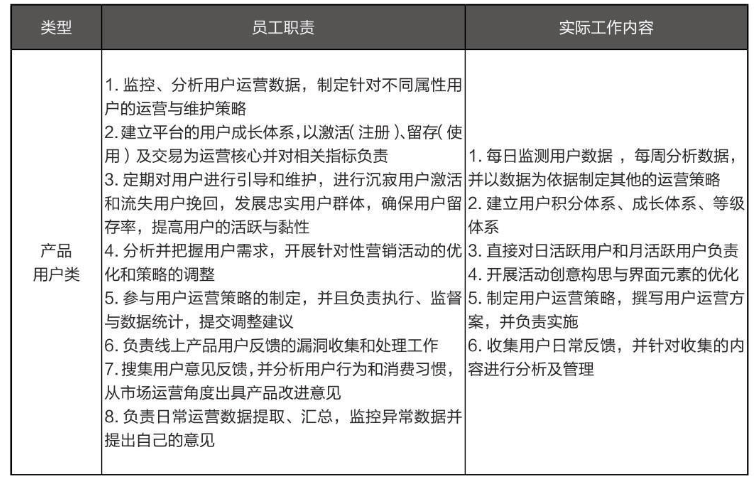 类型
员工职责
实际工作内容
产品
用户类
1. 监控、分析用户运营数据，制定针对不同属性用
户的运营与维护策略
2. 建立平台的用户成长体系，以激活（注册）、留存（使
用）及交易为运营核心并对相关指标负责
3. 定期对用户进行引导和维护，进行沉寂用户激活
和流失用户挽回，发展忠实用户群体，确保用户留
存率，提高用户的活跃与黏性
4. 分析并把握用户需求，开展针对性营销活动的优
化和策略的调整
5. 参与用户运营策略的制定，并且负责执行、监督
与数据统计，提交调整建议
6. 负责线上产品用户反馈的漏洞收集和处理工作
7. 搜集用户意见反馈，并分析用户行为和消费习惯，
从市场运营角度出具产品改进意见
8. 负责日常运营数据提取、汇总，监控异常数据并
提出自己的意见
1. 每日监测用户数据 ，每周分析数据，
并以数据为依据制定其他的运营策略
2. 建立用户积分体系、成长体系、等级
体系
3. 直接对日活跃用户和月活跃用户负责
4. 开展活动创意构思与界面元素的优化
5. 制定用户运营策略，撰写用户运营方
案，并负责实施
6. 收集用户日常反馈，并针对收集的内
容进行分析及管理